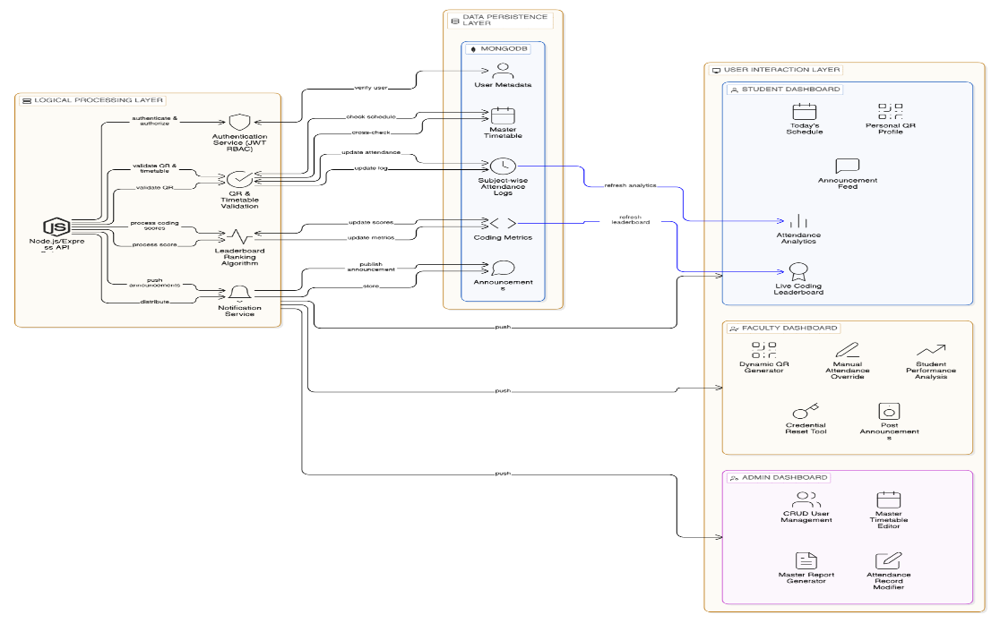 DATA PERSISTENCE
LAYER
MONGODB
User Metadata
Master
Timetable
Subject-wise
Attendance
Logs
Coding Metrics
Announcement
s
LOGICAL PROCESSING LAYER
Node.js/Expre
ss API
authenticate &
authorize
validate QR &
timetable
validate QR
process coding
scores
process score
push
announcements
distribute
Authentication
Service (JWT
RBAC)
QR &
Timetable
Validation
Leaderboard
Ranking
Algorithm
Notification
Service
verify user
check schedule
cross-check
update attendance
update log
update scores
update metrics
publish
announcement
store
refresh analytics
refresh
leaderboard
push
push
push
USER INTERACTION LAYER
STUDENT DASHBOARD
Today's
Schedule
Personal QR
Profile
Announcement
Feed
Attendance
Analytics
Live Coding
Leaderboard
FACULTY DASHBOARD
Dynamic QR
Generator
Manual
Attendance
Override
Student
Performance
Analysis
Credential
Reset Tool
Post
Announcement
s
ADMIN DASHBOARD
CRUD User
Management
Master
Timetable
Editor
Master Report
Generator
Attendance
Record
Modifier